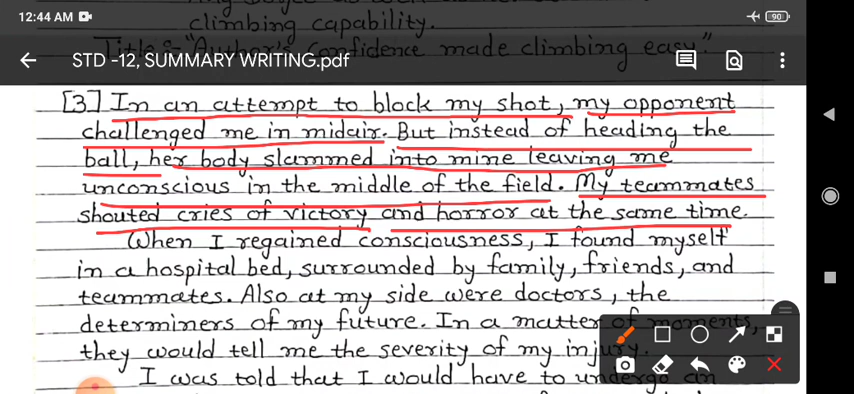 12:44 AM
90
climbing capability.
confidence made climbing easy."
STD -12, SUMMARY WRITING.pdf
[3] In an attempt to block my shot, my opponent
challenged me in midair. But instead of heading the
ball, her body slammed into mine leaving me
unconscious in the middle of the field. My teammates
shouted cries of victory and horror at the same time.
When I regained consciousness, I found myself
in a hospital bed, surrounded by family, friends, and
teammates. Also at my side were doctors, the
determiners of my future. In a matter of moments,
they would tell me the severity of my injury.
I was told that I would have to undergo an